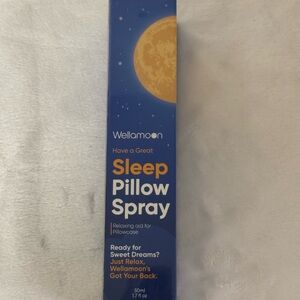 Wellamoon
Have a Great
Sleep
Pillow
Spray
Relaxing aid for
Pillowcase
Ready for
Sweet Dreams?
Just Relax,
Wellamoon's
Got Your Back.
50ml
1.7 fl oz